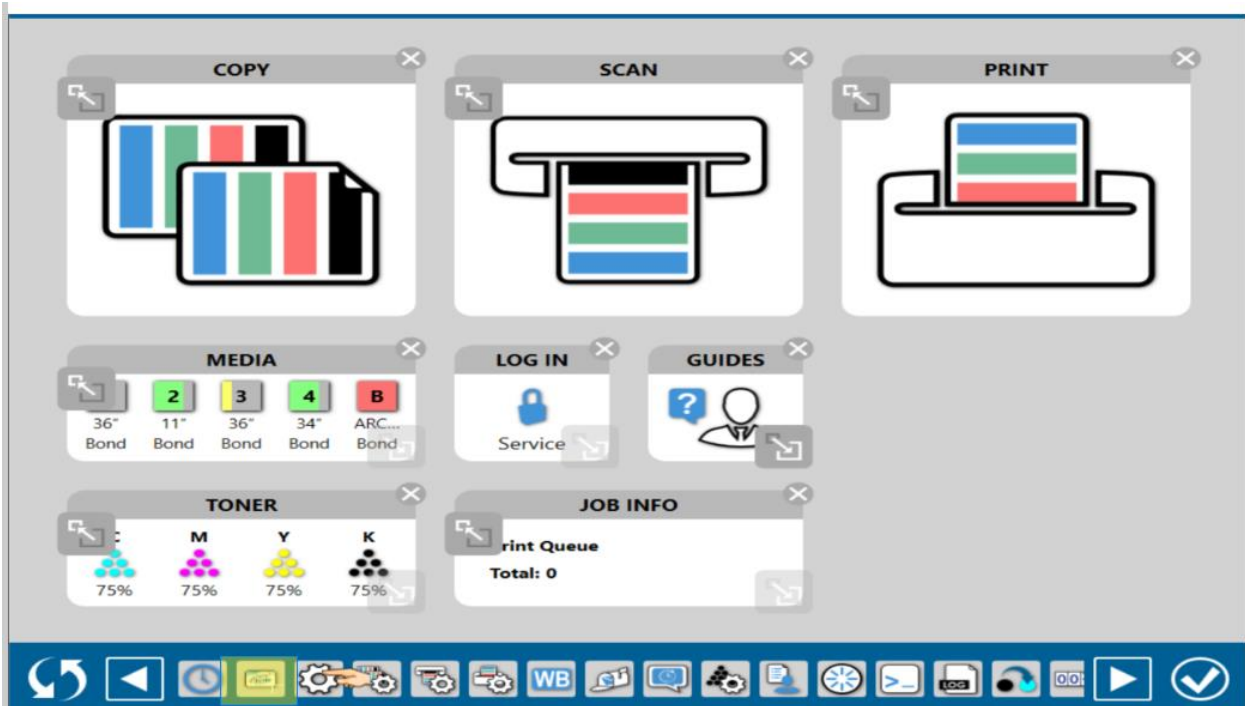 COPY
SCAN
PRINT
MEDIA
2
3
4
B
36"
11"
36"
34"
ARC...
Bond
Bond
Bond
Bond
Bond
LOG IN
Service
GUIDES
?
TONER
M
Y
K
75%
75%
75%
75%
JOB INFO
rint Queue
Total: 0
WB
>_
LOG
00